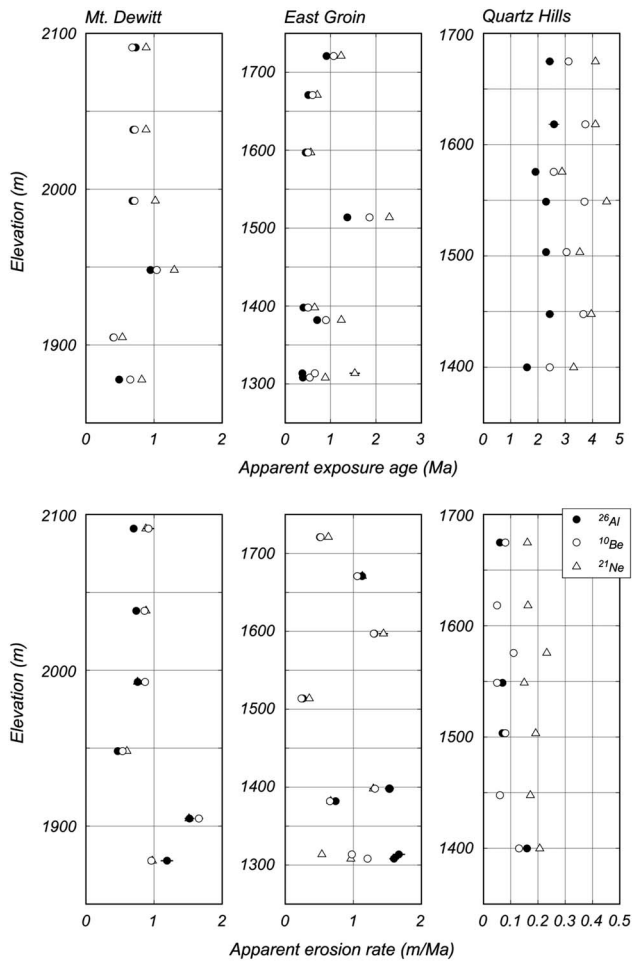 Mt. Dewitt
East Groin
Quartz Hills
2100
2000
1900
Elevation (m)
0 1 2
1700
1600
1500
1400
1300
0 1 2 3
1700
1600
1500
1400
0 1 2 3 4 5
Apparent exposure age (Ma)
2100
2000
1900
Elevation (m)
0 1 2
1700
1600
1500
1400
1300
0 1 2
1700
1600
1500
1400
0 0.1 0.2 0.3 0.4 0.5
26Al
10Be
21Ne
Apparent erosion rate (m/Ma)